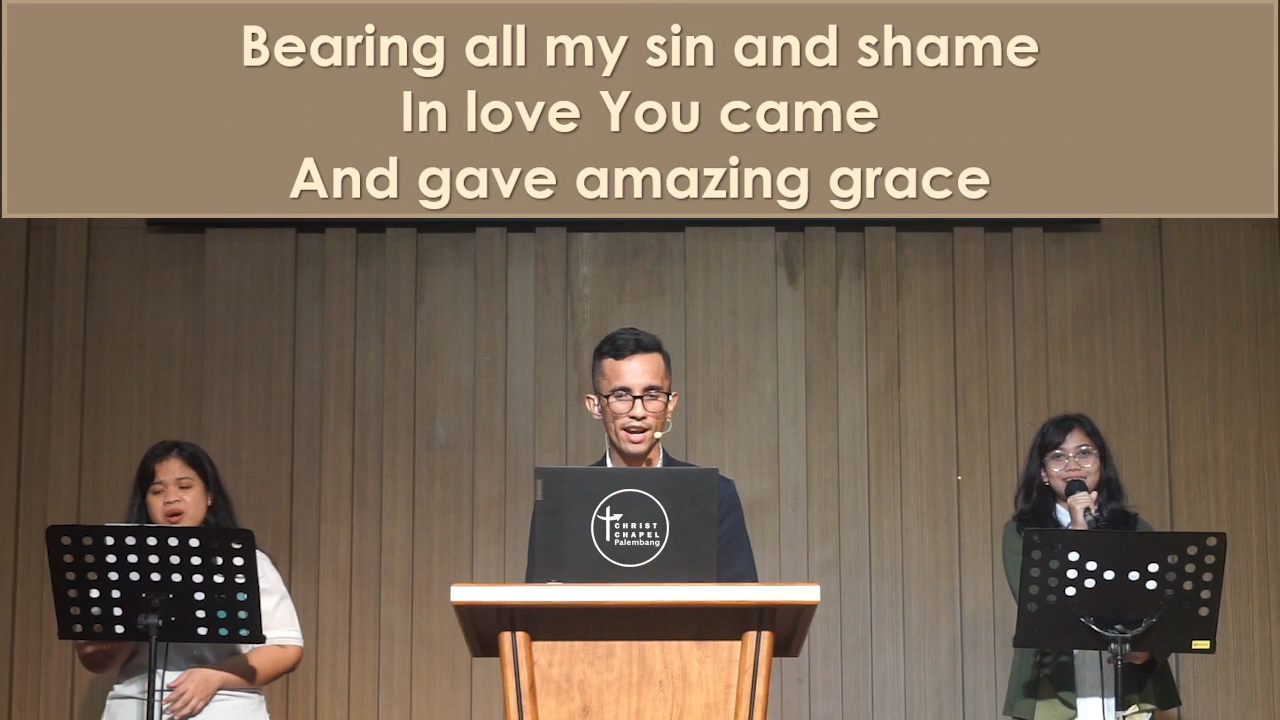 Bearing all my sin and shame
In love You came
And gave amazing grace
CHRIST
CHAPEL
Palembang